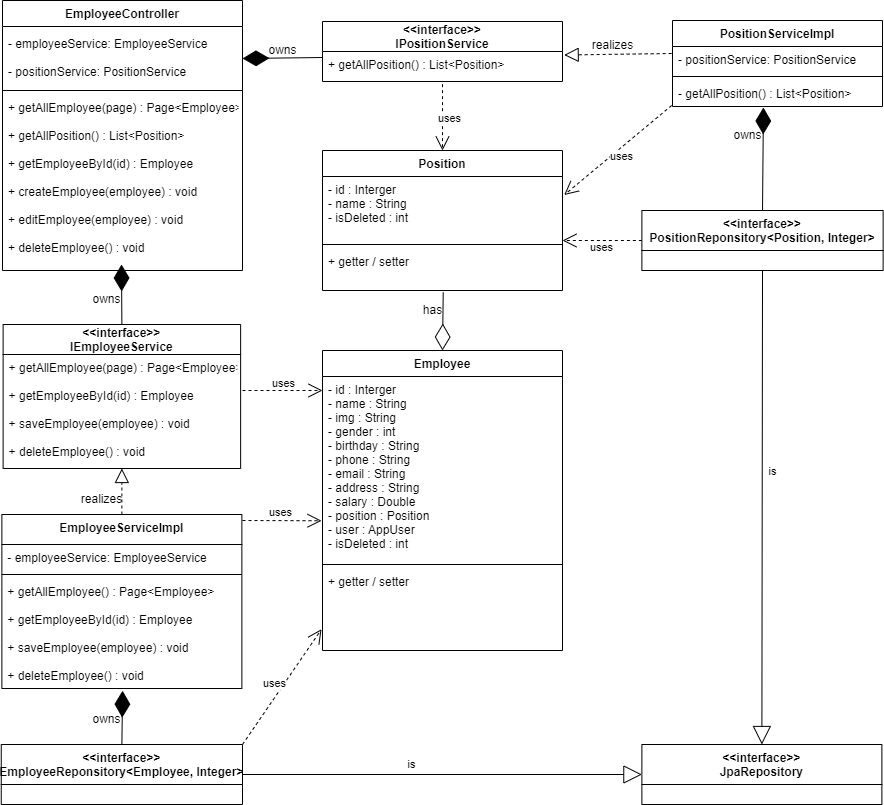 EmployeeController
- employeeService: EmployeeService
- positionService: PositionService
+ getAllEmployee(page) : Page<Employee>
+ getAllPosition() : List<Position>
+ getEmployeeById(id) : Employee
+ createEmployee(employee) : void
+ editEmployee(employee) : void
+ deleteEmployee() : void
owns
<<interface>>
IPositionService
+ getAllPosition() : List<Position>
realizes
PositionServiceImpl
- positionService: PositionService
- getAllPosition() : List<Position>
uses
uses
owns
Position
- id : Interger
- name : String
- isDeleted : int
+ getter / setter
uses
<<interface>>
PositionReponsitory<Position, Integer>
owns
has
<<interface>>
IEmployeeService
+ getAllEmployee(page) : Page<Employee>
+ getEmployeeById(id) : Employee
+ saveEmployee(employee) : void
+ deleteEmployee() : void
uses
Employee
- id : Interger
- name : String
- img : String
- gender : int
- birthday : String
- phone : String
- email : String
- address : String
- salary : Double
- position : Position
- user : AppUser
- isDeleted : int
+ getter / setter
is
realizes
uses
EmployeeServiceImpl
- employeeService: EmployeeService
+ getAllEmployee() : Page<Employee>
+ getEmployeeById(id) : Employee
+ saveEmployee(employee) : void
+ deleteEmployee() : void
uses
owns
<<interface>>
EmployeeReponsitory<Employee, Integer>
is
<<interface>>
JpaRepository